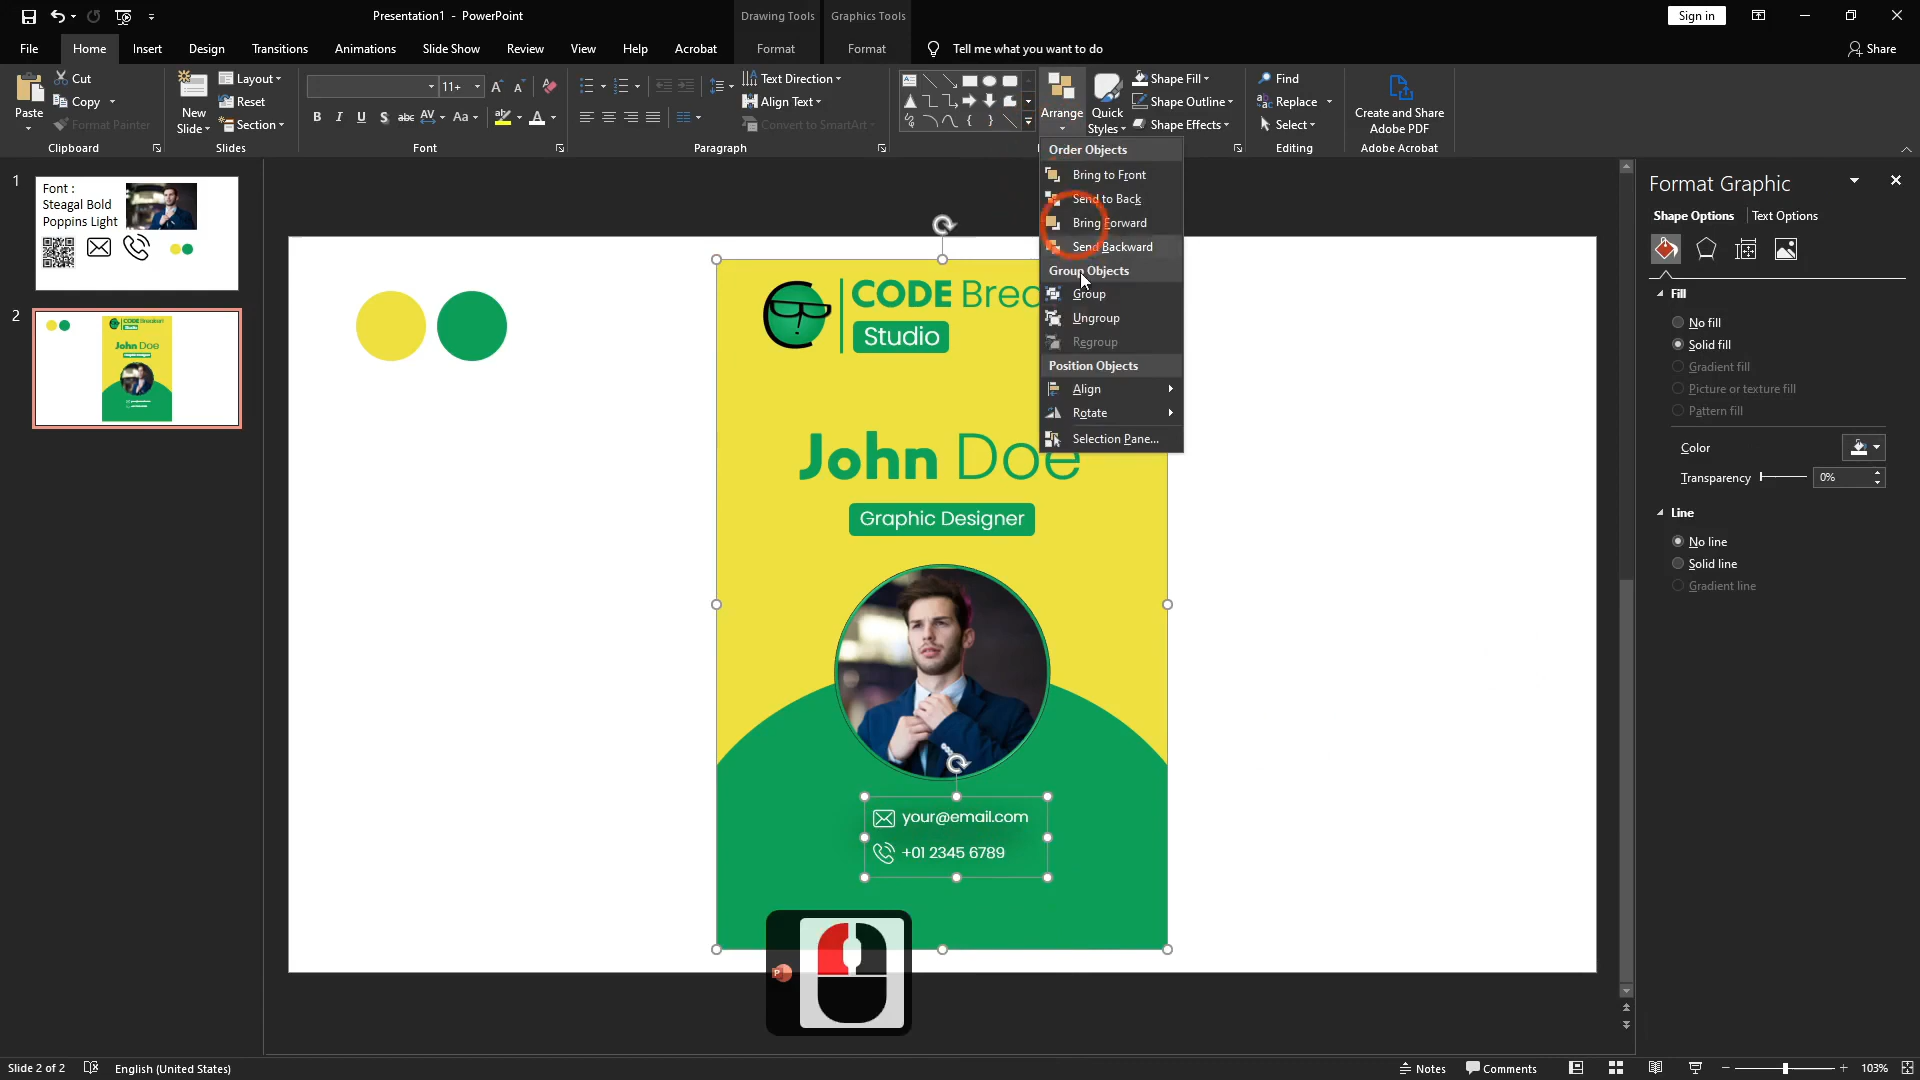 Presentation1 - PowerPoint
Drawing Tools
Graphics Tools
Sign in
File
Home
Insert
Design
Transitions
Animations
Slide Show
Review
View
Help
Acrobat
Format
Format
Tell me what you want to do
Share
Paste
Cut
Copy
Format Painter
Clipboard
New
Slide
Layout
Reset
Section
Slides
11+
B I U S abc AV Aa A
Font
Text Direction
Align Text
Convert to SmartArt
Paragraph
Arrange
Quick
Styles
Shape Fill
Shape Outline
Shape Effects
Find
Replace
Select
Editing
Create and Share
Adobe PDF
Adobe Acrobat
Order Objects
Bring to Front
Send to Back
Bring Forward
Send Backward
Group Objects
Group
Ungroup
Regroup
Position Objects
Align
Rotate
Selection Pane...
1
Font :
Steagal Bold
Poppins Light
2
John Doe
CODE Brea
Studio
John Doe
Graphic Designer
your@email.com
+01 2345 6789
Format Graphic
Shape Options
Text Options
Fill
No fill
Solid fill
Gradient fill
Picture or texture fill
Pattern fill
Color
Transparency
0%
Line
No line
Solid line
Gradient line
Slide 2 of 2
English (United States)
Notes
Comments
103%